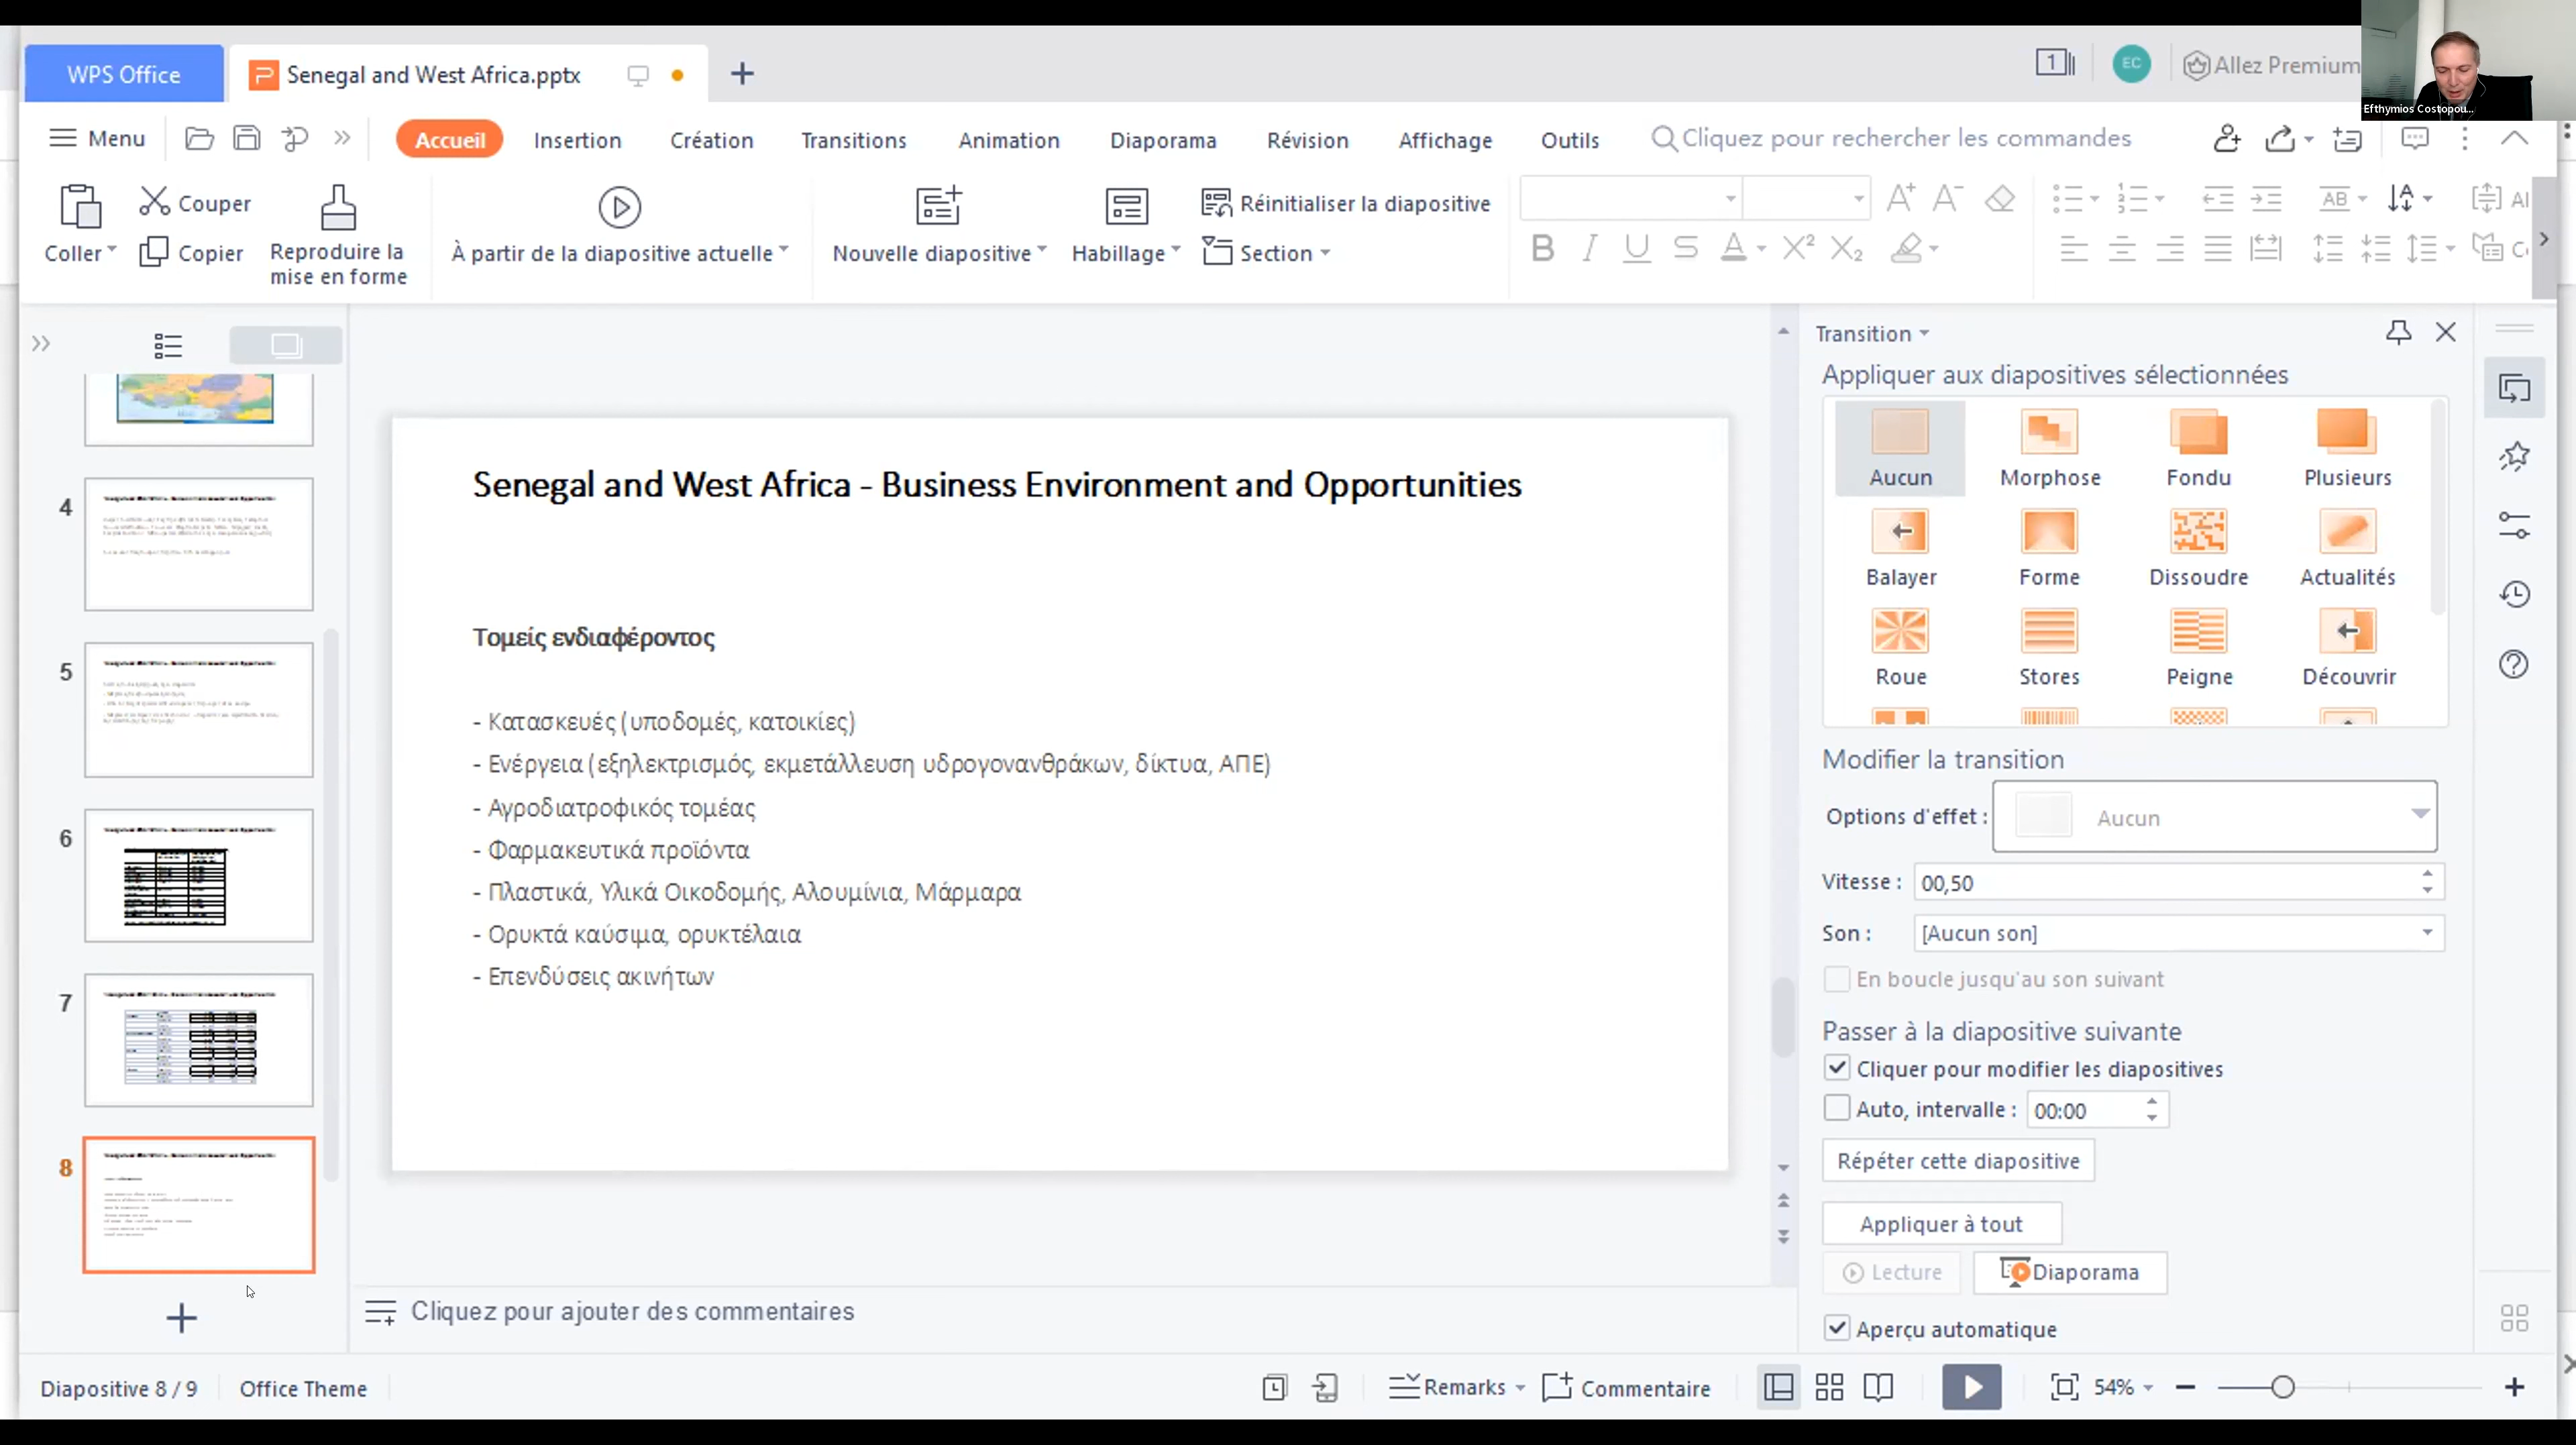 WPS Office
Senegal and West Africa.pptx
EC
Allez Premium
Efthymios Costopou...
Menu
Accueil
Insertion
Création
Transitions
Animation
Diaporama
Révision
Affichage
Outils
Cliquez pour rechercher les commandes
Coller
Couper
Copier
Reproduire la
mise en forme
À partir de la diapositive actuelle
Nouvelle diapositive
Habillage
Réinitialiser la diapositive
Section
4
5
6
7
8
Senegal and West Africa - Business Environment and Opportunities
Τομείς ενδιαφέροντος
- Κατασκευές (υποδομές, κατοικίες)
- Ενέργεια (εξηλεκτρισμός, εκμετάλλευση υδρογονανθράκων, δίκτυα, ΑΠΕ)
- Αγροδιατροφικός τομέας
- Φαρμακευτικά προϊόντα
- Πλαστικά, Υλικά Οικοδομής, Αλουμίνια, Μάρμαρα
- Ορυκτά καύσιμα, ορυκτέλαια
- Επενδύσεις ακινήτων
Cliquez pour ajouter des commentaires
Transition
Appliquer aux diapositives sélectionnées
Aucun Morphose Fondu Plusieurs
Balayer Forme Dissoudre Actualités
Roue Stores Peigne Découvrir
Modifier la transition
Options d'effet : Aucun
Vitesse : 00,50
Son : [Aucun son]
En boucle jusqu'au son suivant
Passer à la diapositive suivante
Cliquer pour modifier les diapositives
Auto, intervalle : 00:00
Répéter cette diapositive
Appliquer à tout
Lecture Diaporama
Aperçu automatique
Diapositive 8 / 9
Office Theme
Remarks
Commentaire
54%